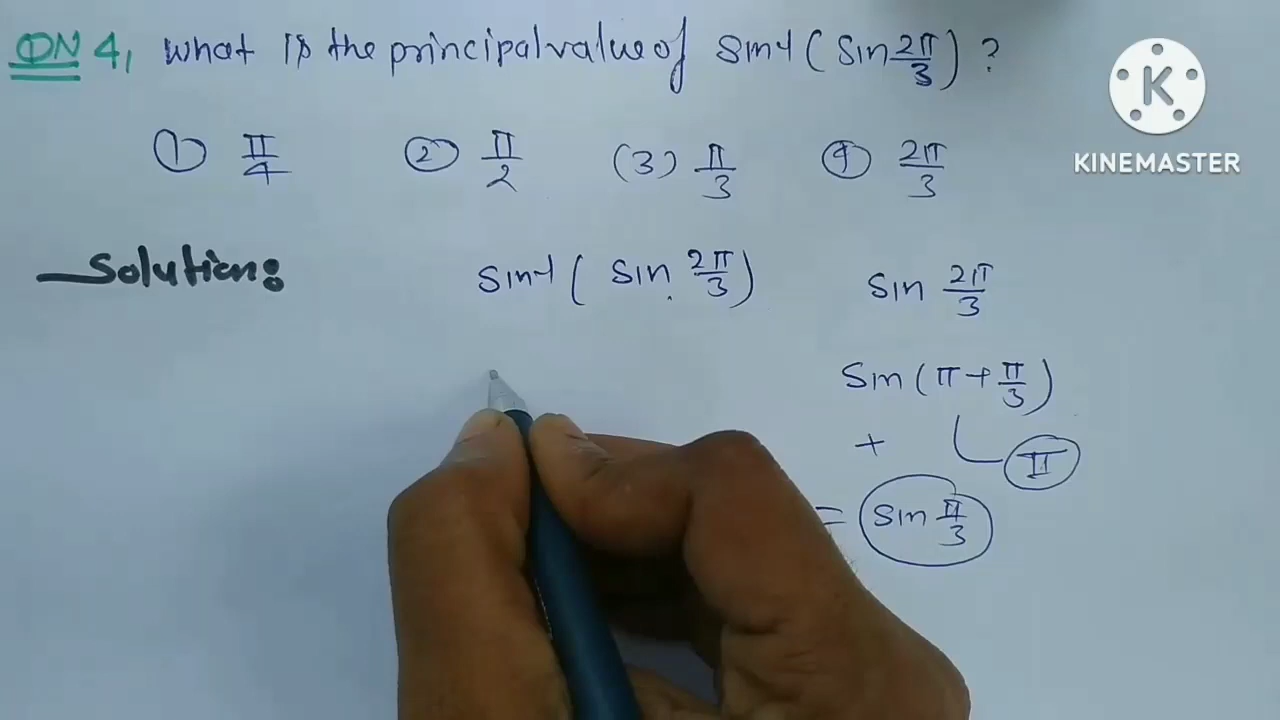 QN 4, What is the principal value of Sin⁻¹ ( Sin 2π/3 ) ?
① π/4 ② π/2 (3) π/3 ④ 2π/3
K
KINEMASTER
Solution:
Sin⁻¹ ( Sin 2π/3 ) Sin 2π/3
Sin ( π + π/3 )
+ II
= Sin π/3